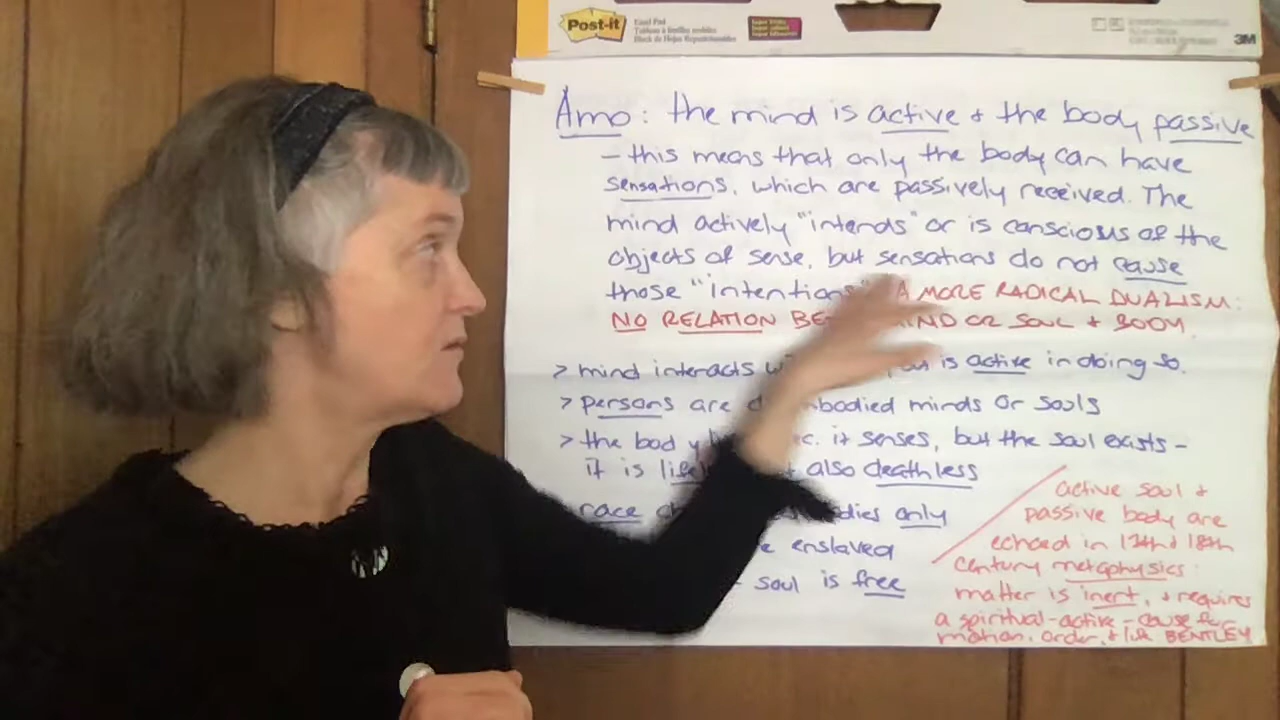 Post-it
3M
Amo: the mind is active + the body passive
- this means that only the body can have
sensations, which are passively received. The
mind actively "intends" or is conscious of the
objects of sense, but sensations do not cause
those "intentions" A MORE RADICAL DUALISM:
NO RELATION MIND OR SOUL + BODY.
> mind interacts is active in doing so.
> persons are minds or souls
> the body senses, but the soul exists -
it is also deathless
race only
enslaved
soul is free
active soul +
passive body are
echoed in 17th + 18th
century metaphysics:
matter is inert, + requires
a spiritual-active-cause for
motion, order, + life BENTLEY